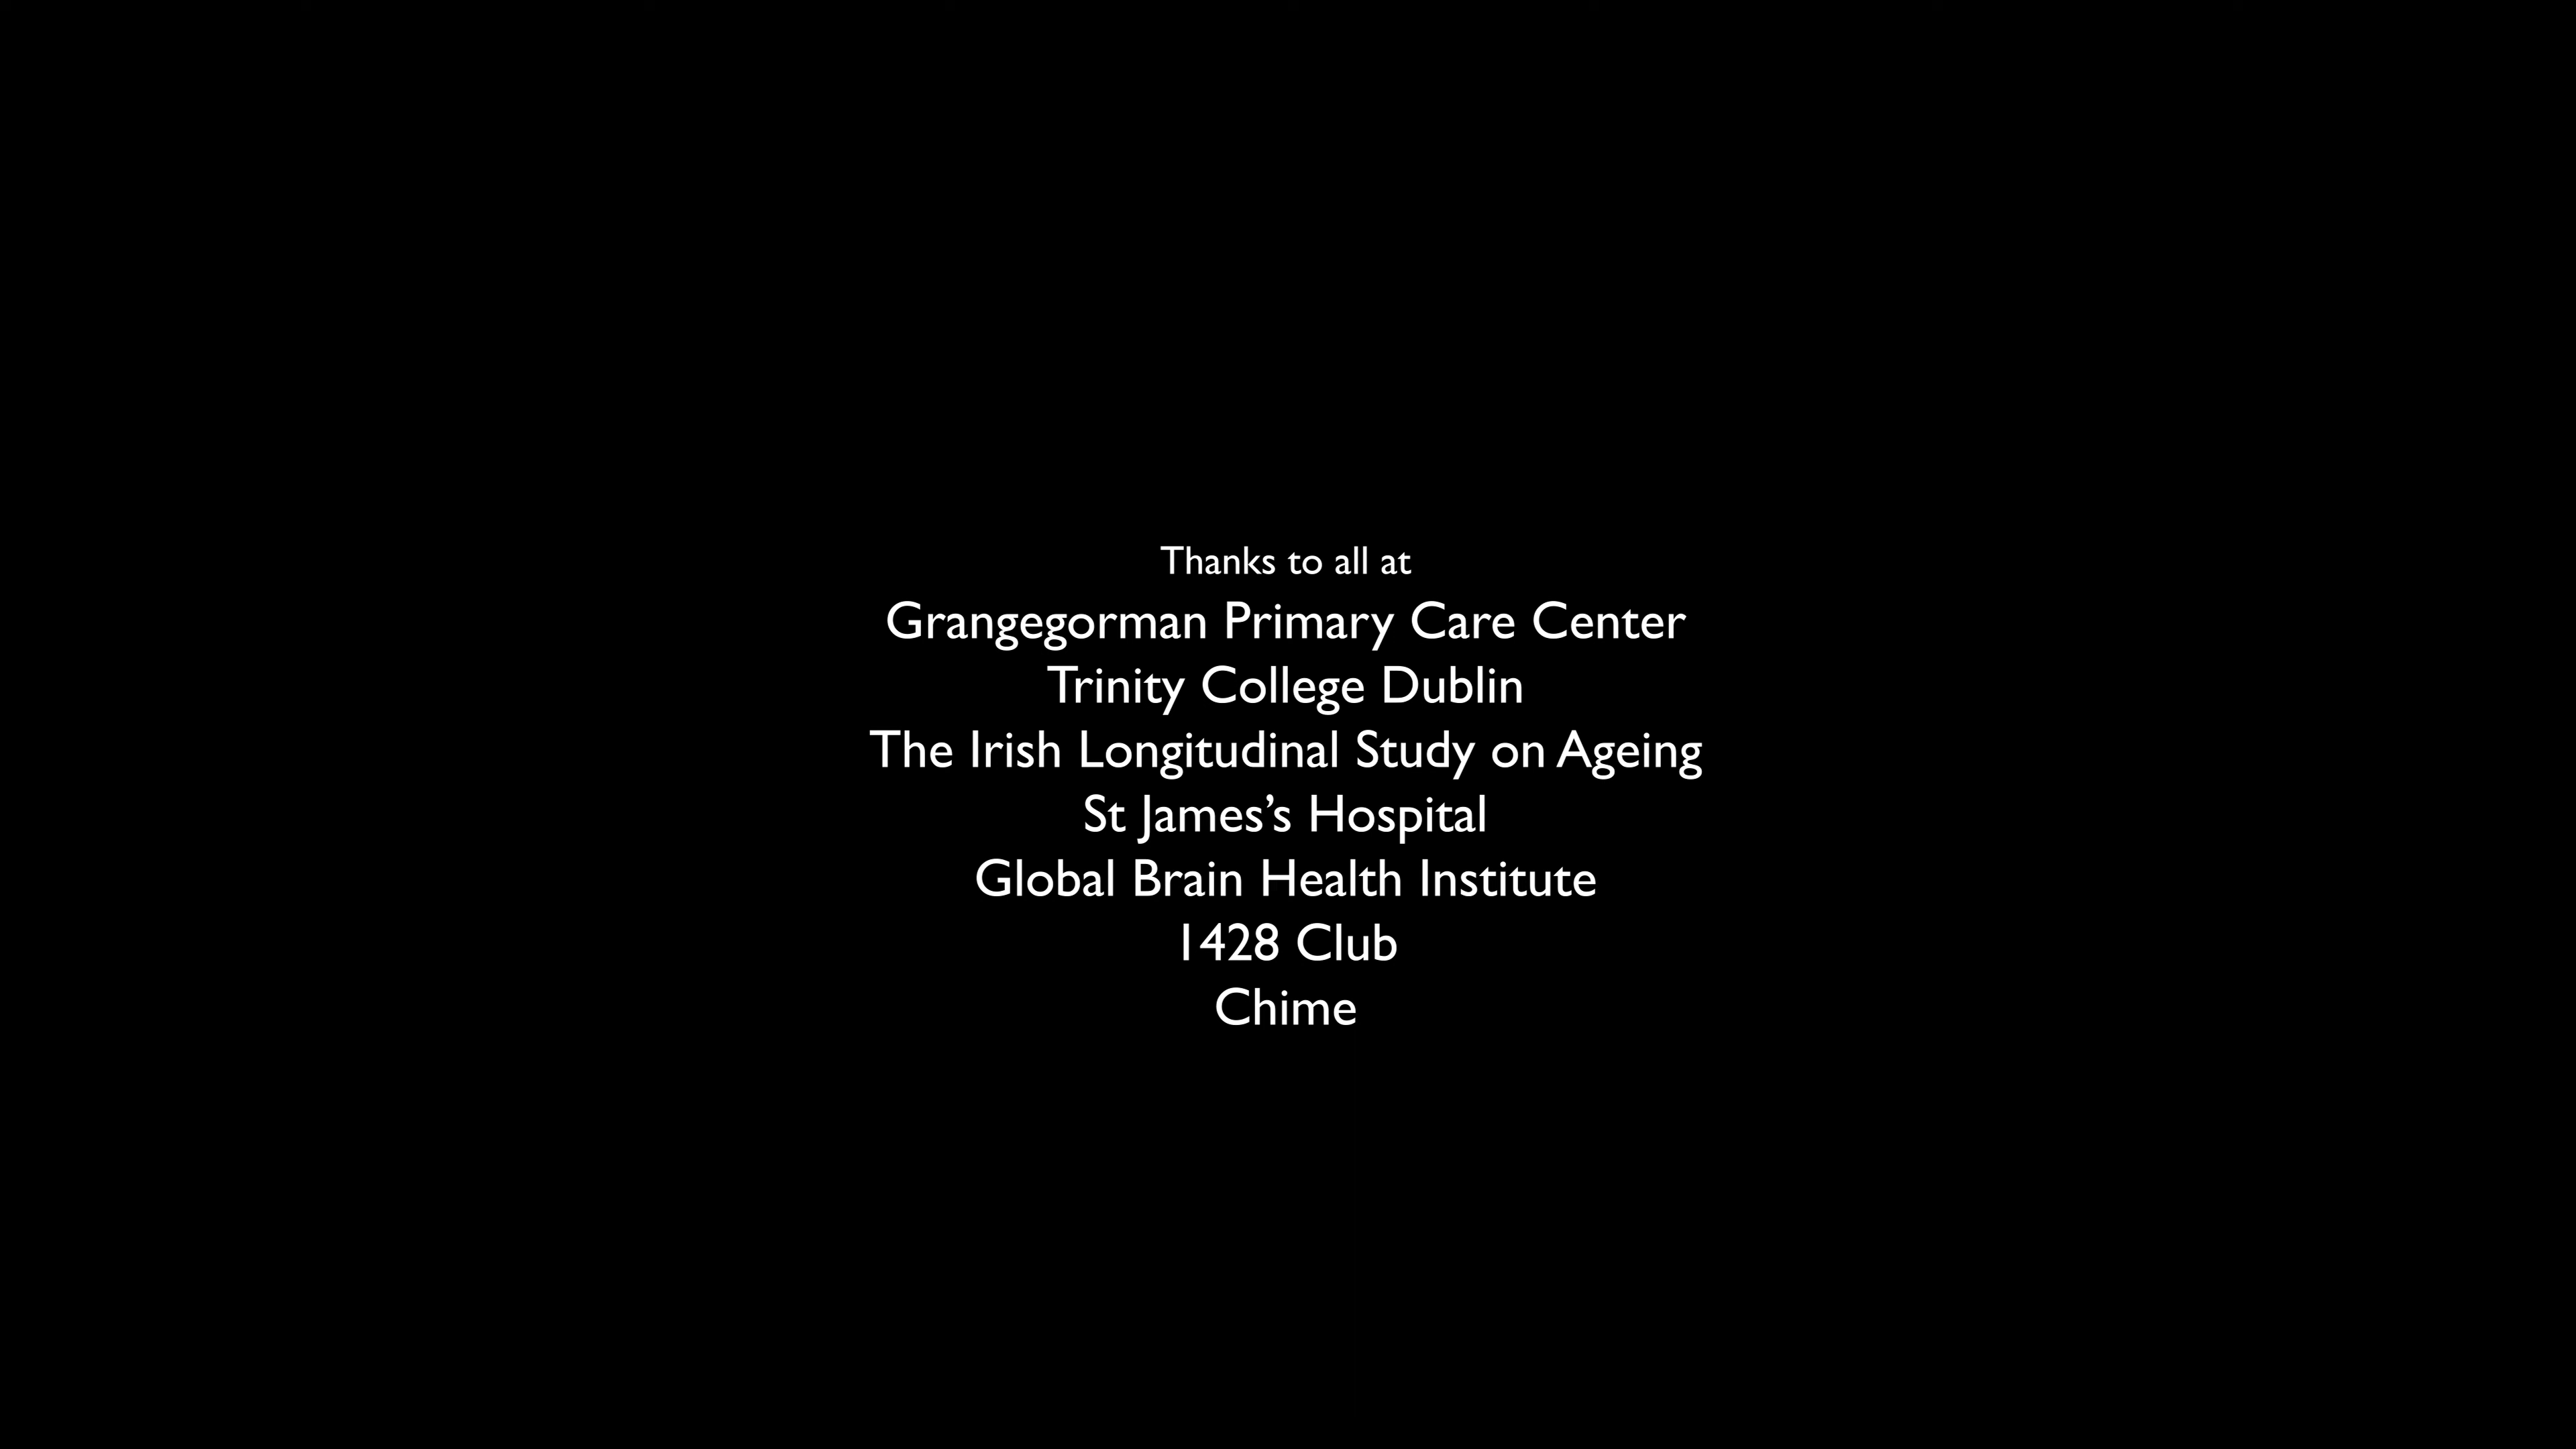 Thanks to all at
Grangegorman Primary Care Center
Trinity College Dublin
The Irish Longitudinal Study on Ageing
St James’s Hospital
Global Brain Health Institute
1428 Club
Chime